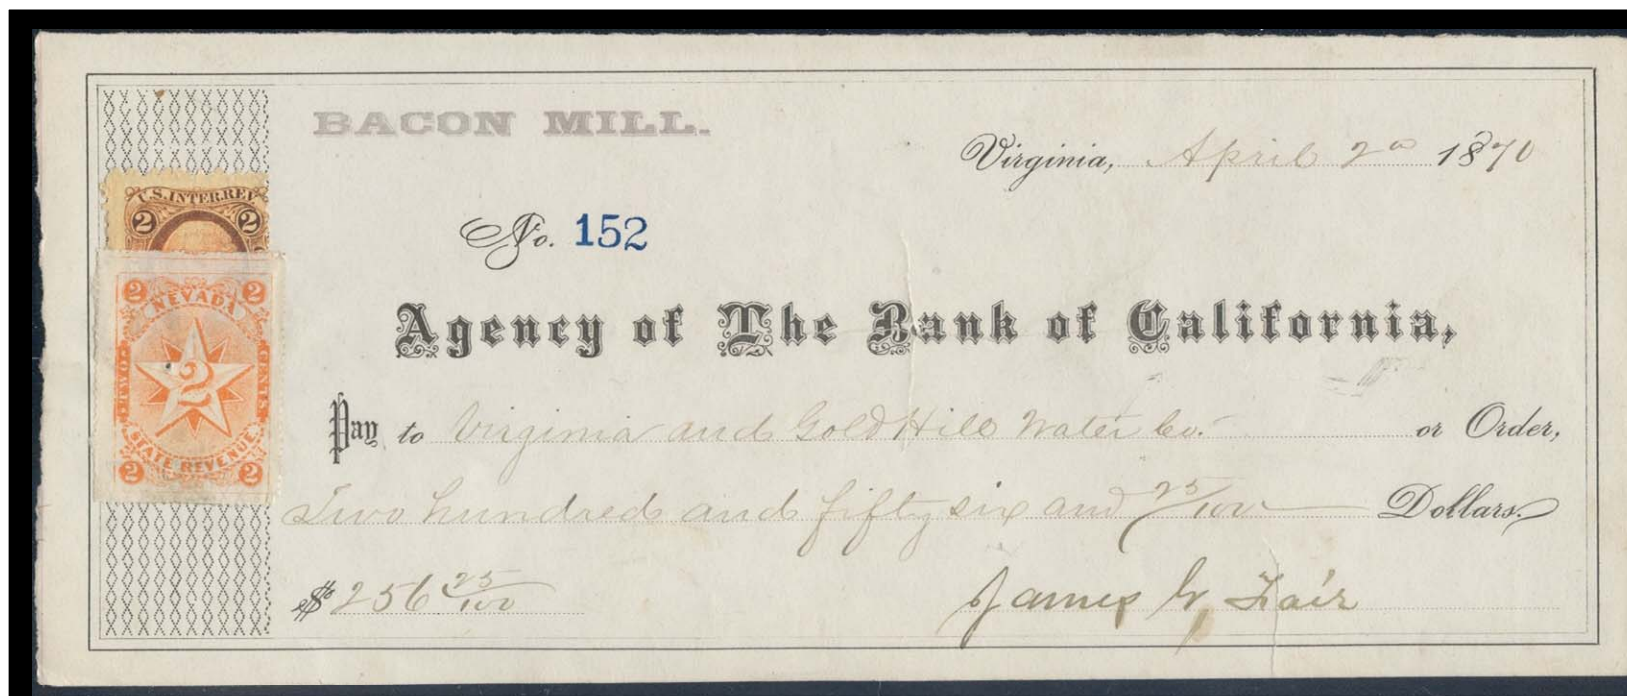 BACON MILL.
Virginia, April 2d 1870
U.S. INTER. REV
2 2
No. 152
2 NEVADA 2
Agency of The Bank of California,
TWO 2 CENTS
Pay to Virginia and Gold Hill Water Co. or Order,
STATE REVENUE
2 2
Two hundred and fifty six and 25/100 Dollars
$256 25/100
James G. Fair